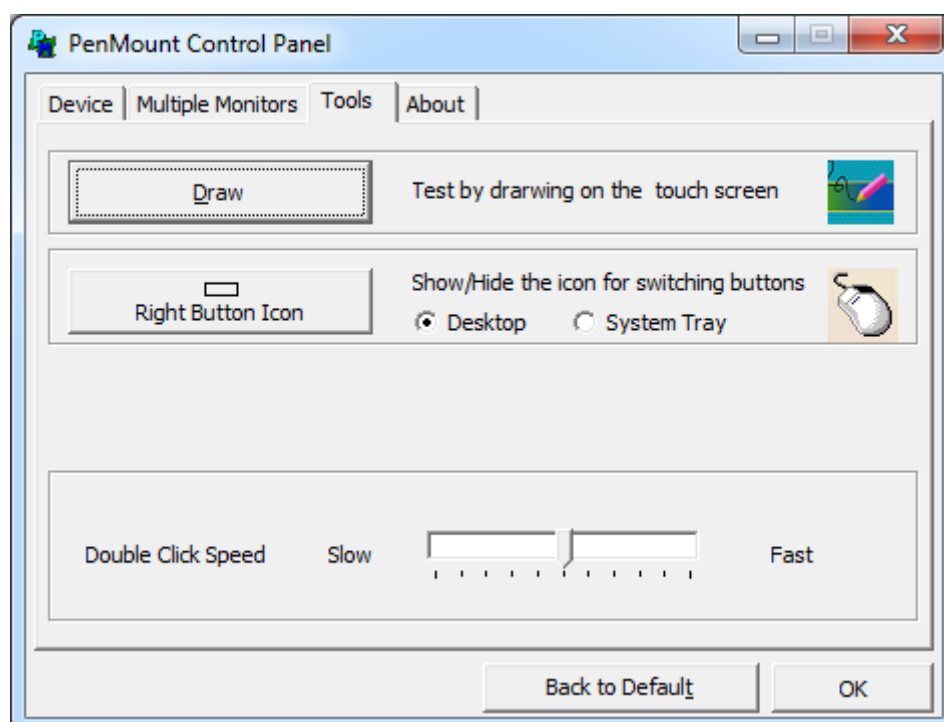 PenMount Control Panel
Device Multiple Monitors Tools About
Draw Test by drarwing on the touch screen
Show/Hide the icon for switching buttons
Right Button Icon
Desktop System Tray
Double Click Speed Slow Fast
Back to Default OK